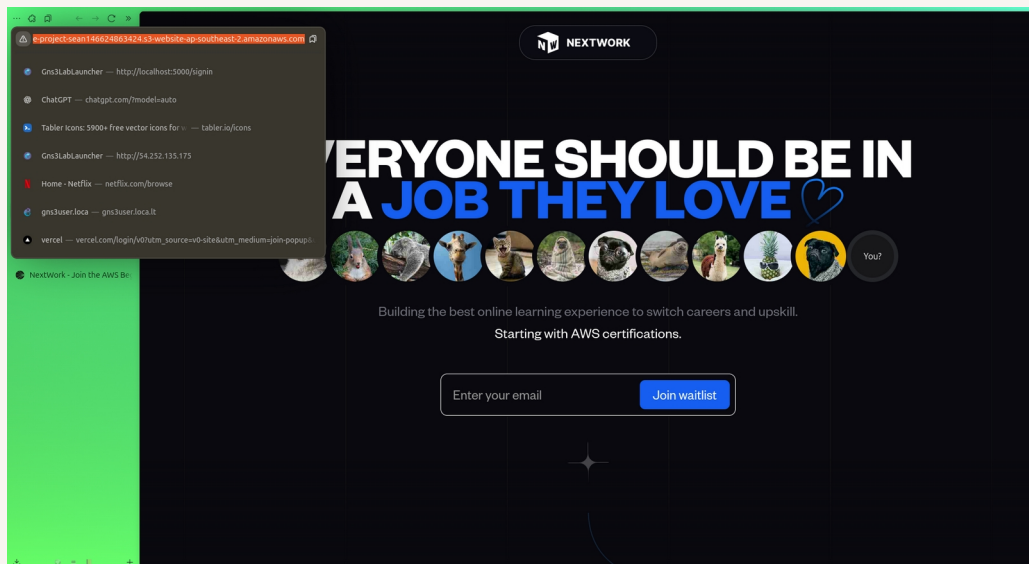 e-project-sean146624863424.s3-website-ap-southeast-2.amazonaws.com
Gns3LabLauncher — http://localhost:5000/signin
ChatGPT — chatgpt.com/?model=auto
Tabler Icons: 5900+ free vector icons for — tabler.io/icons
Gns3LabLauncher — http://54.252.135.175
Home - Netflix — netflix.com/browse
gns3user.loca — gns3user.loca.lt
vercel — vercel.com/login/v0?utm_source=v0-site&utm_medium=join-popup&
NextWork - Join the AWS Be
NEXTWORK
VERYONE SHOULD BE IN
A JOB THEY LOVE
You?
Building the best online learning experience to switch careers and upskill.
Starting with AWS certifications.
Enter your email Join waitlist